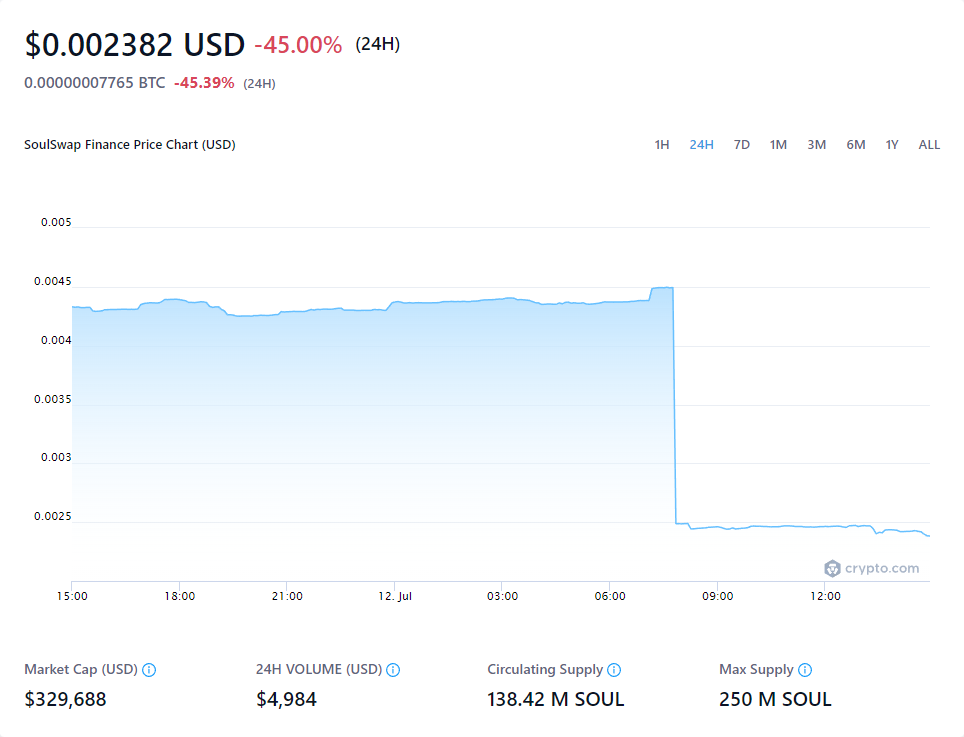 $0.002382 USD -45.00% (24H)
0.00000007765 BTC -45.39% (24H)
SoulSwap Finance Price Chart (USD) 1H 24H 7D 1M 3M 6M 1Y ALL
0.005
0.0045
0.004
0.0035
0.003
0.0025
crypto.com
15:00 18:00 21:00 12. Jul 03:00 06:00 09:00 12:00
Market Cap (USD) 24H VOLUME (USD) Circulating Supply Max Supply
$329,688 $4,984 138.42 M SOUL 250 M SOUL